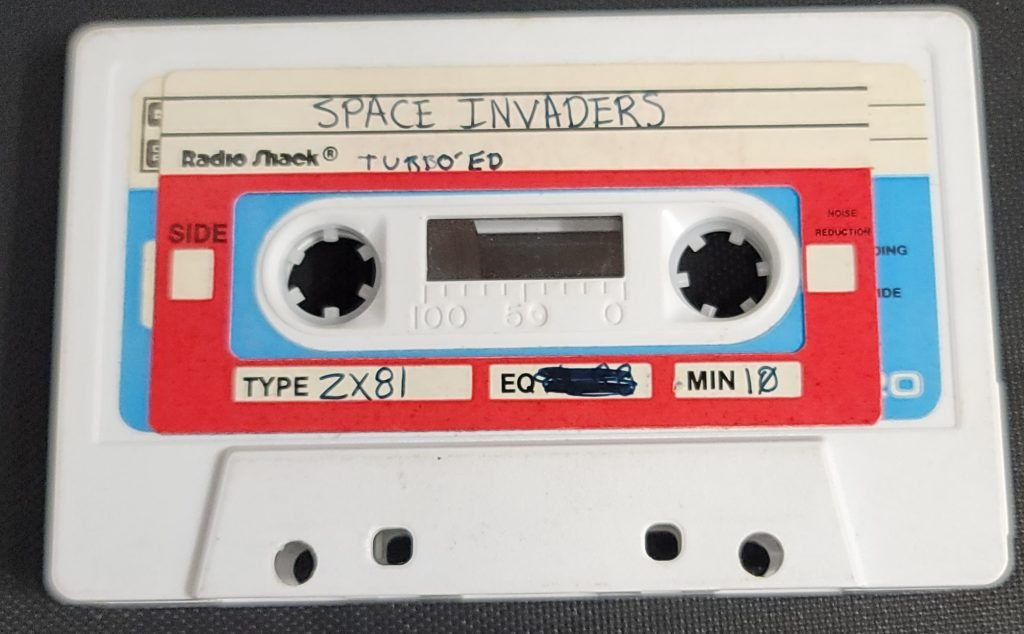 SPACE INVADERS
Radio Shack® TURBO'ED
SIDE
NOISE
REDUCTION
100 50 0
TYPE ZX81
EQ
MIN 10